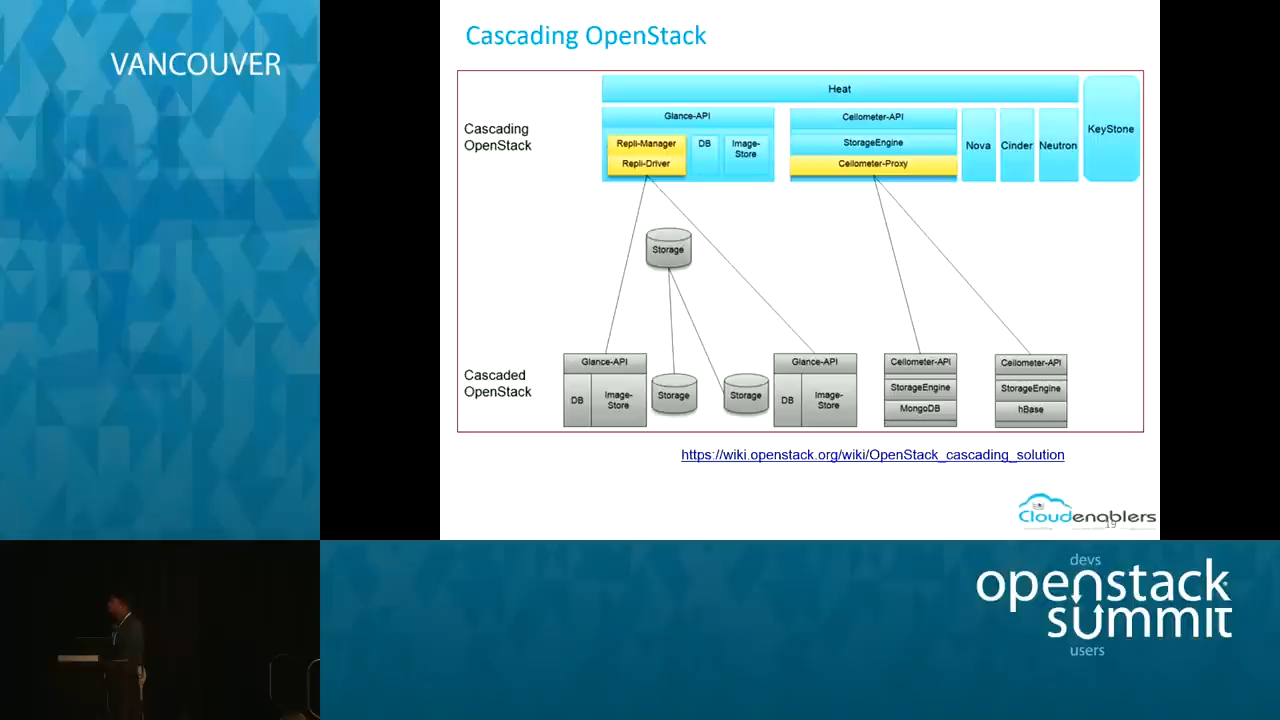 VANCOUVER
Cascading OpenStack
Cascading
OpenStack
Heat
Glance-API
Repli-Manager
Repli-Driver
DB
Image-
Store
Ceilometer-API
StorageEngine
Ceilometer-Proxy
Nova
Cinder
Neutron
KeyStone
Storage
Cascaded
OpenStack
Glance-API
DB
Image-
Store
Storage
Storage
Glance-API
DB
Image-
Store
Ceilometer-API
StorageEngine
MongoDB
Ceilometer-API
StorageEngine
hBase
https://wiki.openstack.org/wiki/OpenStack_cascading_solution
Cloudenablers
19
devs
openstack
summit
users